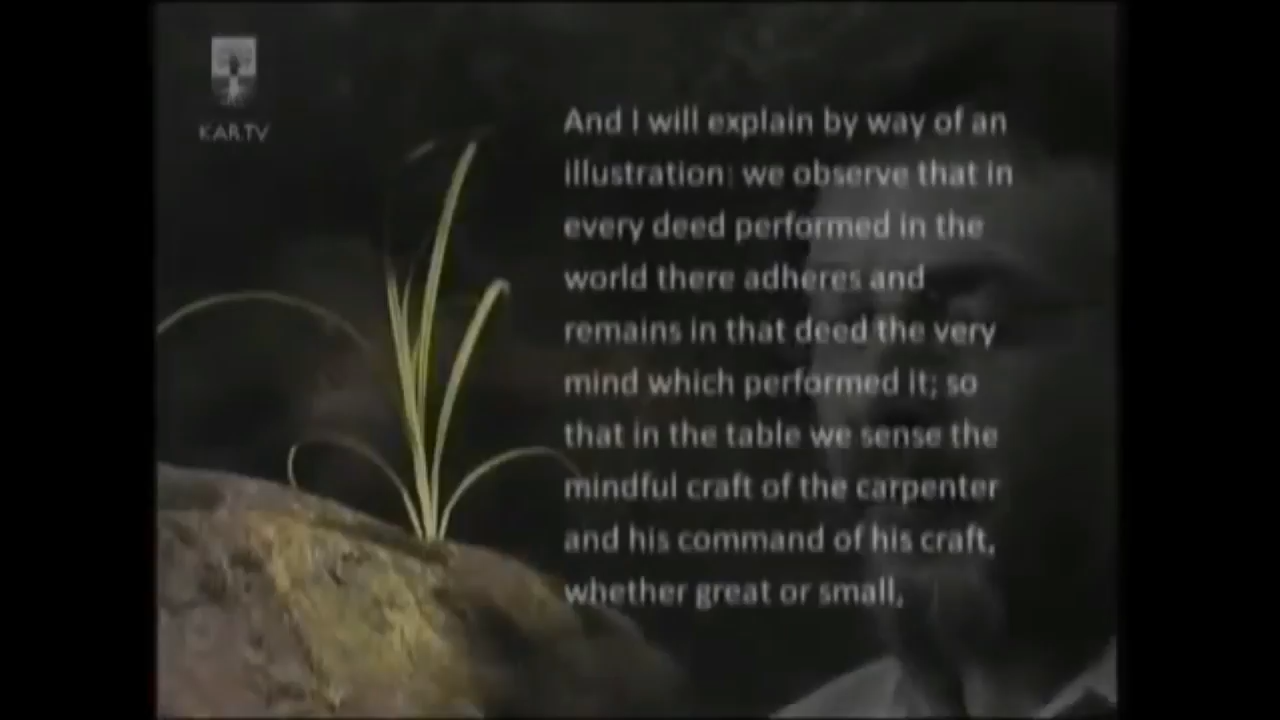 KAR.TV
And I will explain by way of an
illustration: we observe that in
every deed performed in the
world there adheres and
remains in that deed the very
mind which performed it; so
that in the table we sense the
mindful craft of the carpenter
and his command of his craft,
whether great or small,